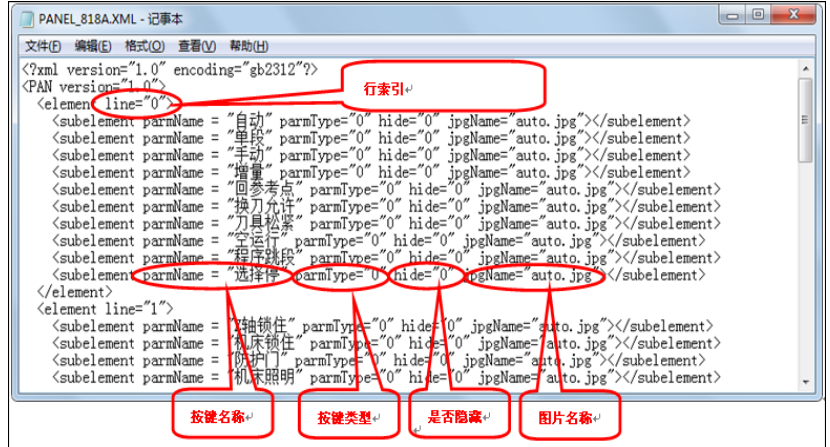 PANEL_818A.XML - 记事本
文件(F) 编辑(E) 格式(O) 查看(V) 帮助(H)
<?xml version="1.0" encoding="gb2312"?>
<PAN version="1.0">
<element line="0">
行索引
<subelement parmName = "自动" parmType="0" hide="0" jpgName="auto.jpg"></subelement>
<subelement parmName = "单段" parmType="0" hide="0" jpgName="auto.jpg"></subelement>
<subelement parmName = "手动" parmType="0" hide="0" jpgName="auto.jpg"></subelement>
<subelement parmName = "增量" parmType="0" hide="0" jpgName="auto.jpg"></subelement>
<subelement parmName = "回参考点" parmType="0" hide="0" jpgName="auto.jpg"></subelement>
<subelement parmName = "换刀允许" parmType="0" hide="0" jpgName="auto.jpg"></subelement>
<subelement parmName = "刀具松紧" parmType="0" hide="0" jpgName="auto.jpg"></subelement>
<subelement parmName = "空运行" parmType="0" hide="0" jpgName="auto.jpg"></subelement>
<subelement parmName = "程序跳段" parmType="0" hide="0" jpgName="auto.jpg"></subelement>
<subelement parmName = "选择停" parmType="0" hide="0" jpgName="auto.jpg"></subelement>
</element>
<element line="1">
<subelement parmName = "Z轴锁住" parmType="0" hide="0" jpgName="auto.jpg"></subelement>
<subelement parmName = "机床锁住" parmType="0" hide="0" jpgName="auto.jpg"></subelement>
<subelement parmName = "防护门" parmType="0" hide="0" jpgName="auto.jpg"></subelement>
<subelement parmName = "机床照明" parmType="0" hide="0" jpgName="auto.jpg"></subelement>
按键名称 按键类型 是否隐藏 图片名称